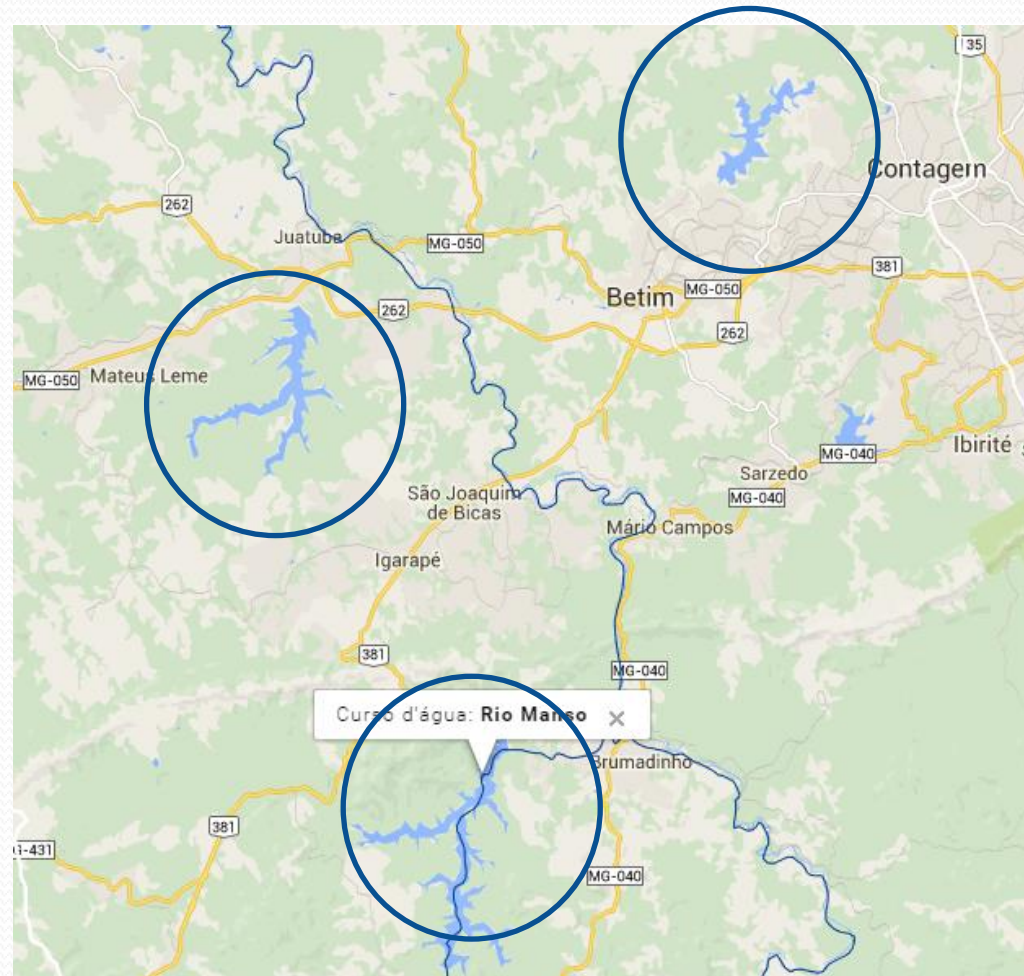 135
Contagem
262
Juatuba
MG-050
381
Betim
MG-050
262
262
MG-050
Mateus Leme
MG-040
Ibirité
Sarzedo
MG-040
São Joaquim
de Bicas
Mário Campos
Igarapé
381
MG-040
Curso d'água: Rio Manso ×
Brumadinho
381
-431
MG-040